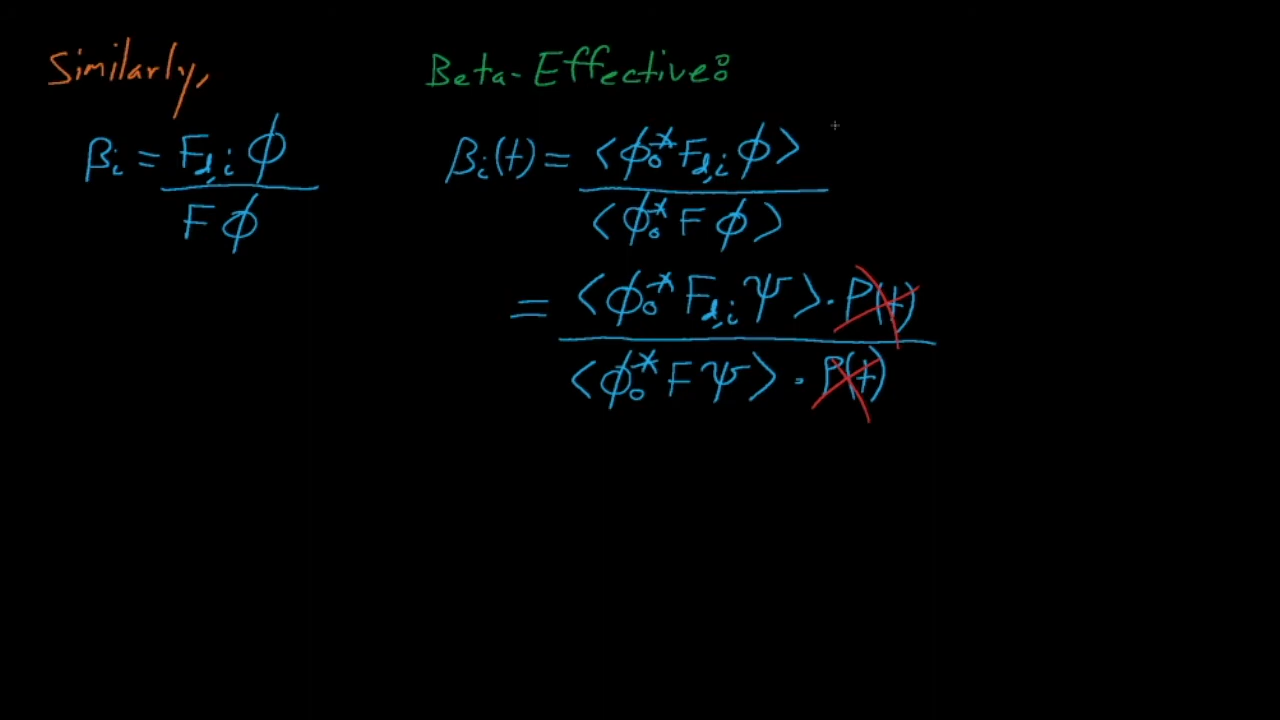 Similarly, Beta-Effective:
βᵢ = F_d,i φ / F φ
βᵢ(t) = <φ₀* F_d,i φ> / <φ₀* F φ>
= <φ₀* F_d,i ψ> · P(t) / <φ₀* F ψ> · P(t)